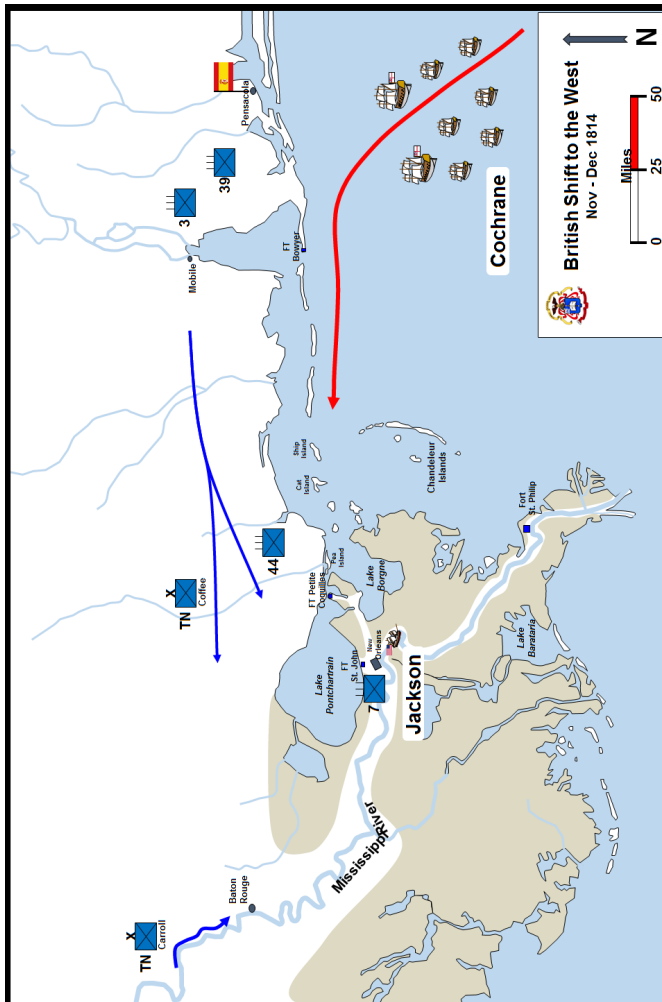 British Shift to the West
Nov - Dec 1814
N
0
25
50
Miles
Cochrane
Pensacola
39
3
Mobile
FT
Bowyer
Ship
Island
Cat
Island
Chandeleur
Islands
44
Pea
Island
FT Petite
Coquilles
Lake
Borgne
Fort
St. Philip
X
TN
Coffee
Lake
Pontchartrain
FT
St. John
New
Orleans
7
Jackson
Lake
Barataria
Mississippi
River
Baton
Rouge
X
TN
Carroll